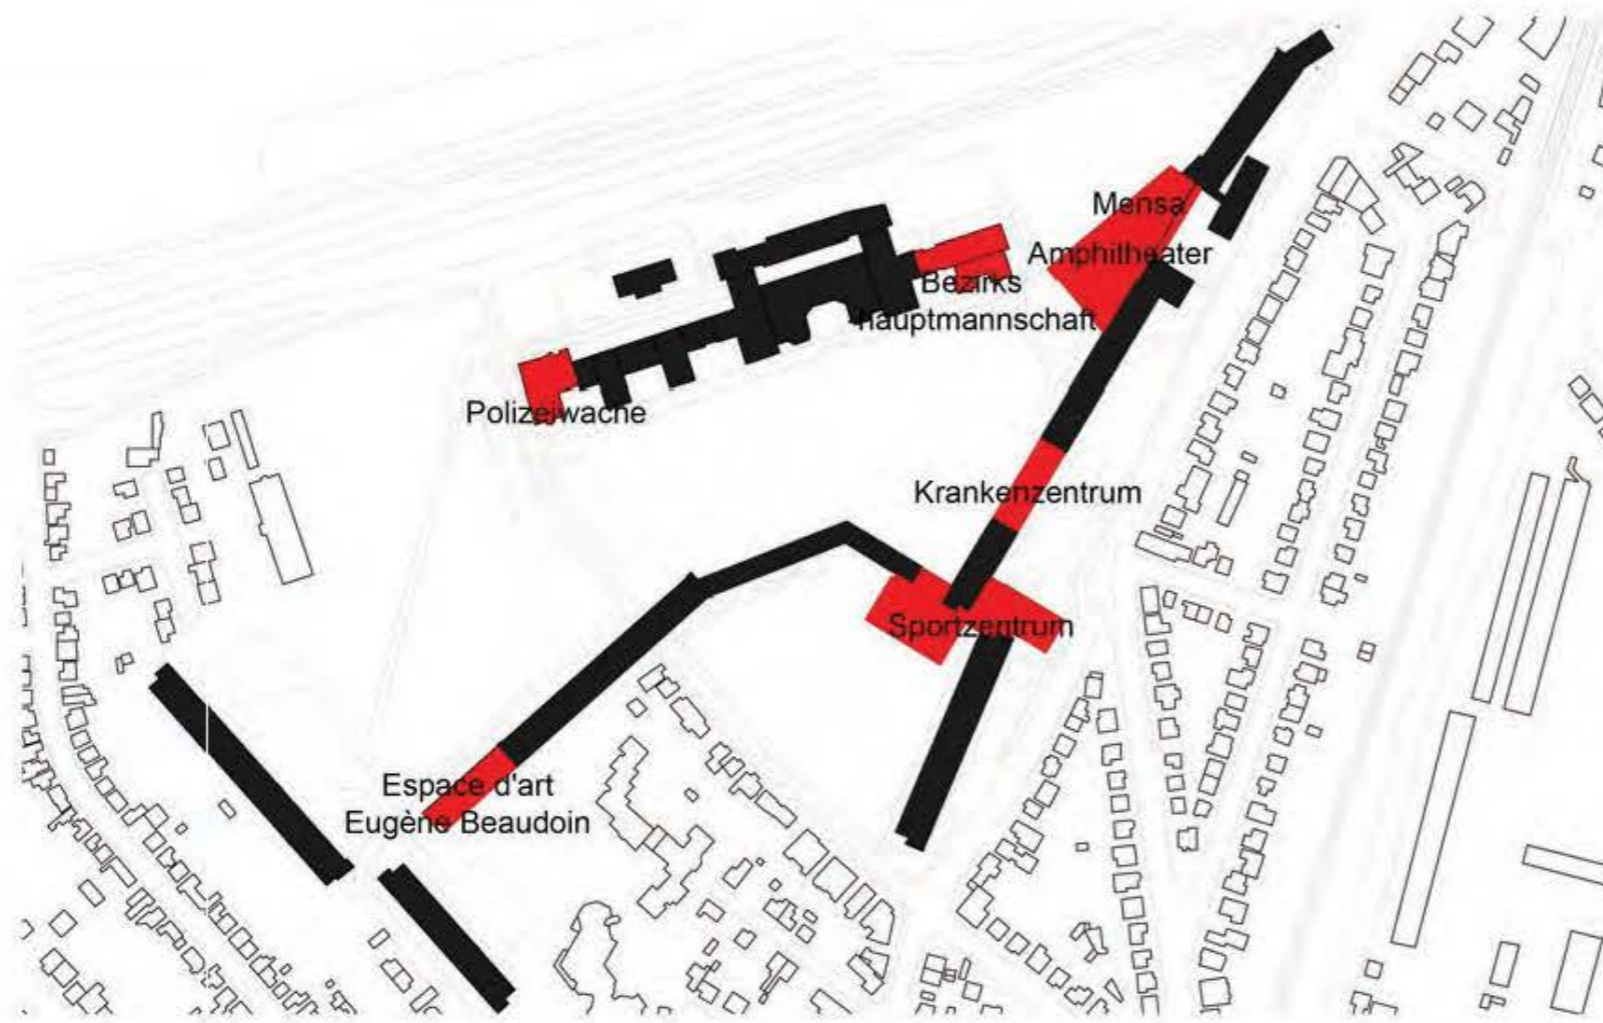 Mensa
Amphitheater
Bezirks
hauptmannschaft
Polizeiwache
Krankenzentrum
Sportzentrum
Espace d'art
Eugène Beaudoin